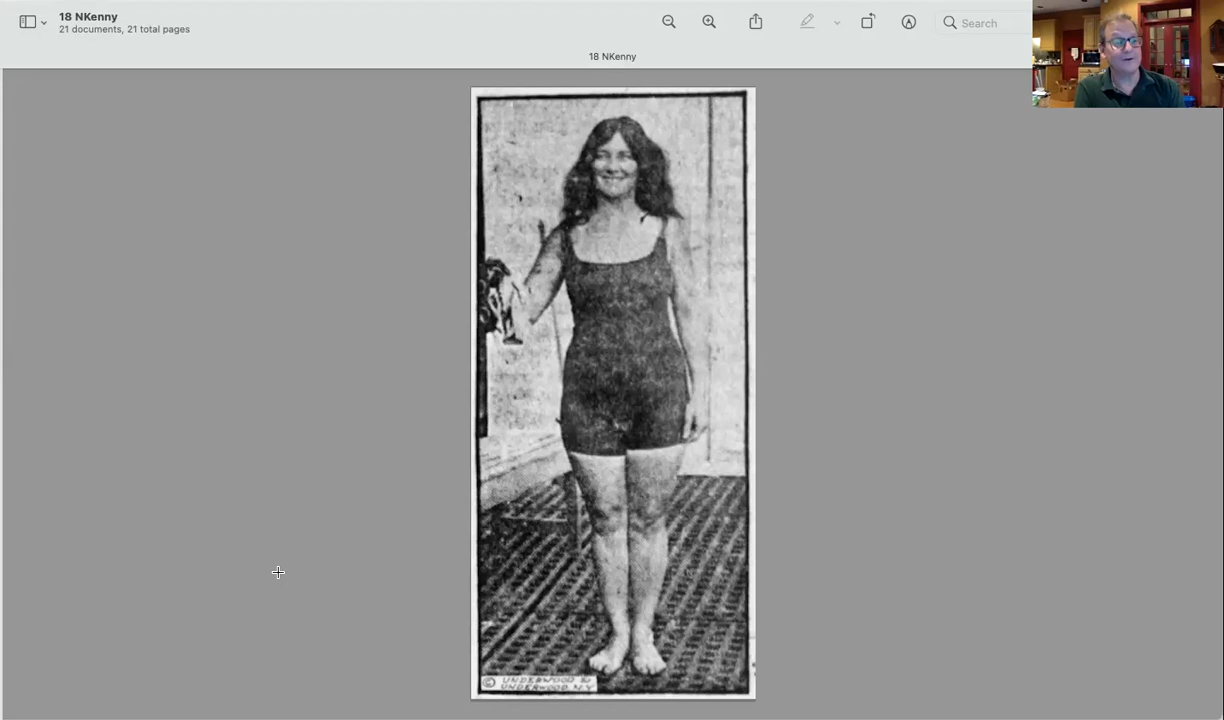 18 NKenny
21 documents, 21 total pages
Search
18 NKenny
© UNDERWOOD &
UNDERWOOD. N.Y.